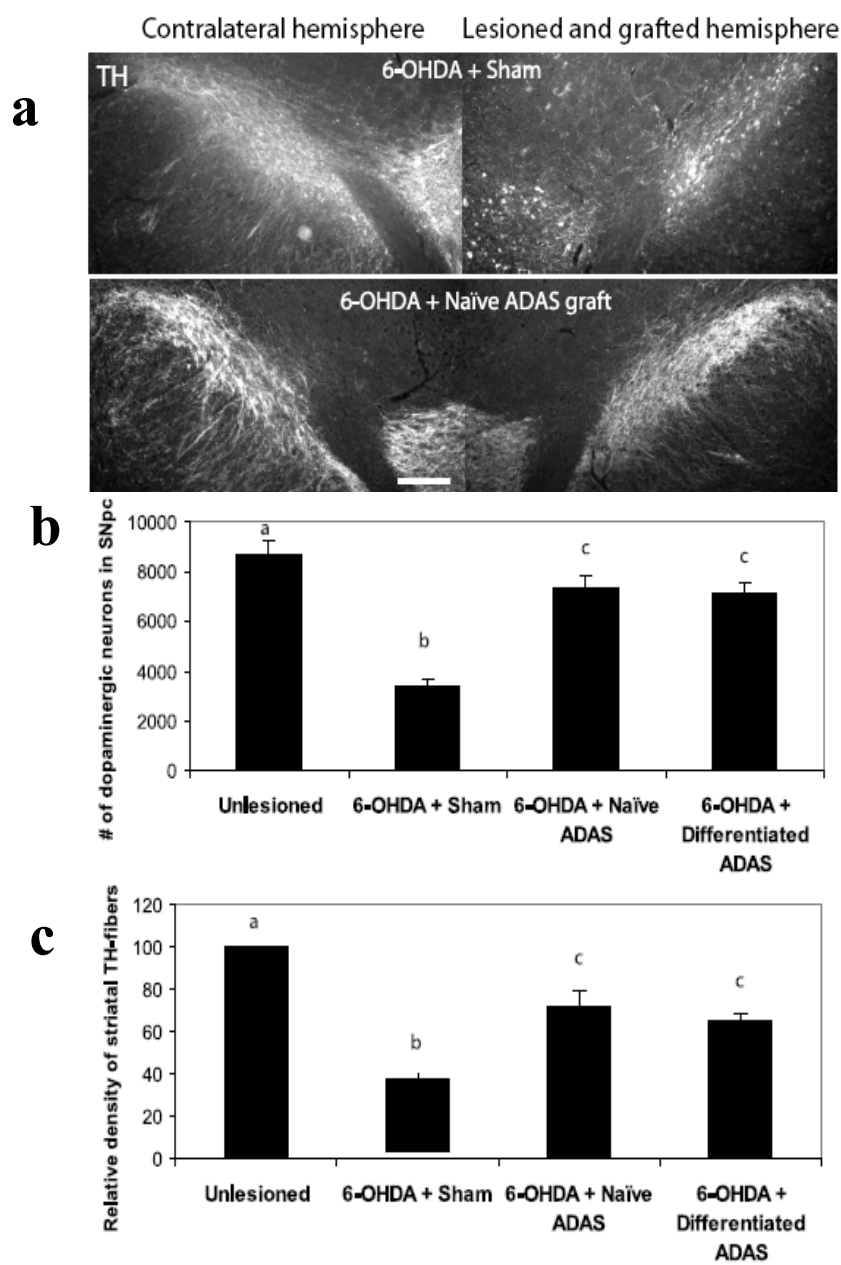 Contralateral hemisphere Lesioned and grafted hemisphere
a
TH
6-OHDA + Sham
6-OHDA + Naïve ADAS graft
b
# of dopaminergic neurons in SNpc
10000
8000
6000
4000
2000
0
a
b
c
c
Unlesioned
6-OHDA + Sham
6-OHDA + Naïve
ADAS
6-OHDA +
Differentiated
ADAS
c
Relative density of striatal TH-fibers
120
100
80
60
40
20
0
a
b
c
c
Unlesioned
6-OHDA + Sham
6-OHDA + Naïve
ADAS
6-OHDA +
Differentiated
ADAS